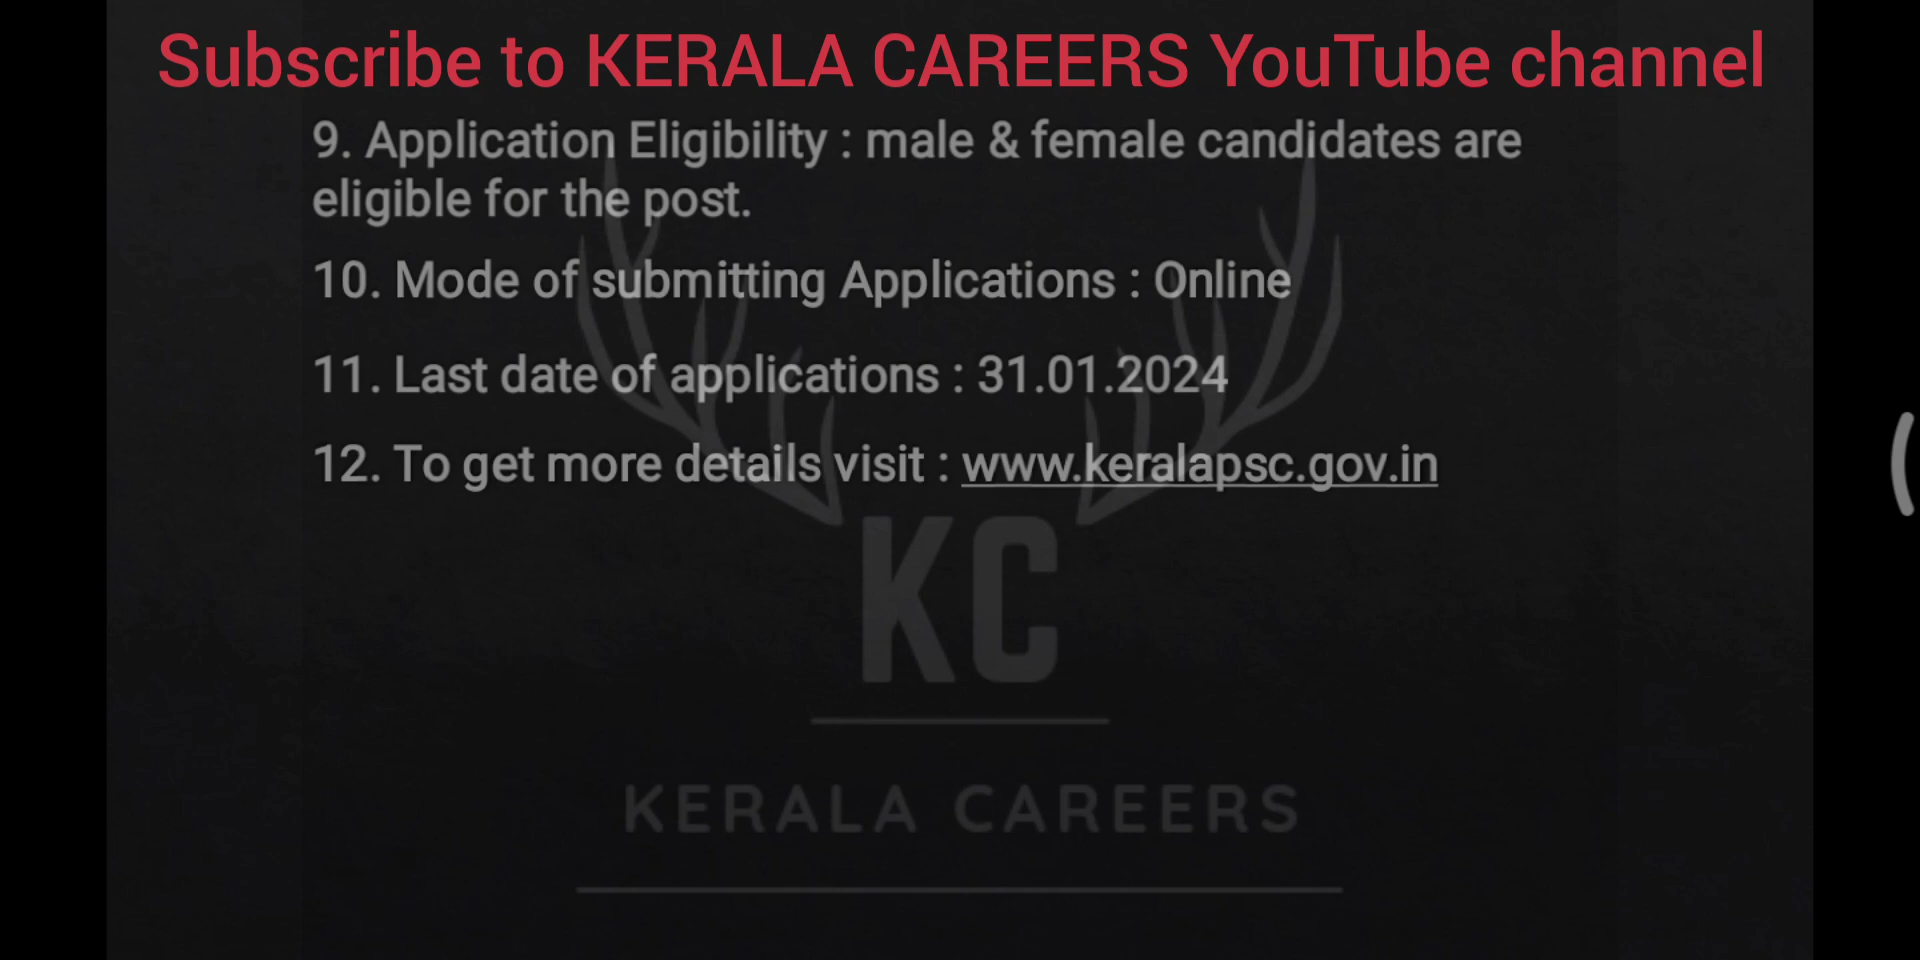 Subscribe to KERALA CAREERS YouTube channel
9. Application Eligibility : male & female candidates are
eligible for the post.
10. Mode of submitting Applications : Online
11. Last date of applications : 31.01.2024
12. To get more details visit : www.keralapsc.gov.in
KC
KERALA CAREERS